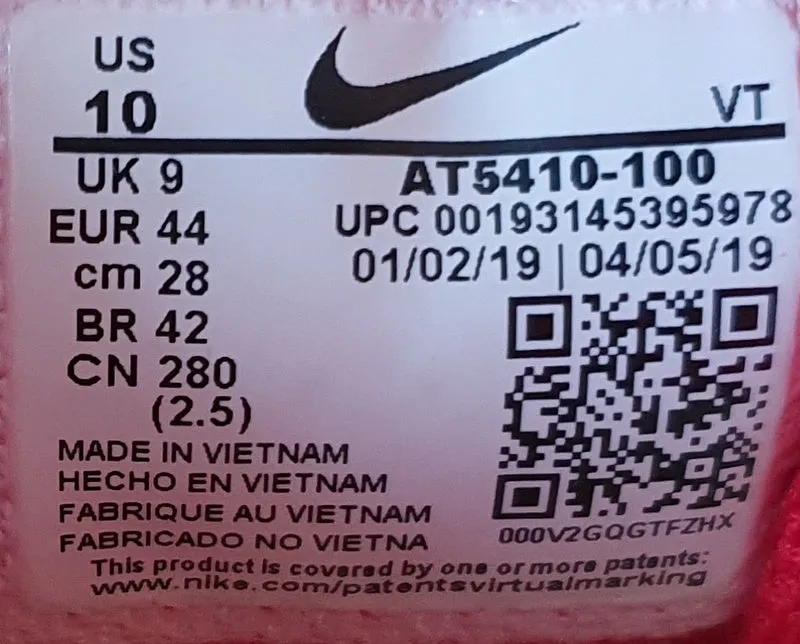 US
10
VT
UK 9
EUR 44
cm 28
BR 42
CN 280
(2.5)
AT5410-100
UPC 00193145395978
01/02/19 | 04/05/19
000V2GQGTFZHX
MADE IN VIETNAM
HECHO EN VIETNAM
FABRIQUE AU VIETNAM
FABRICADO NO VIETNA
This product is covered by one or more patents:
www.nike.com/patentsvirtualmarking